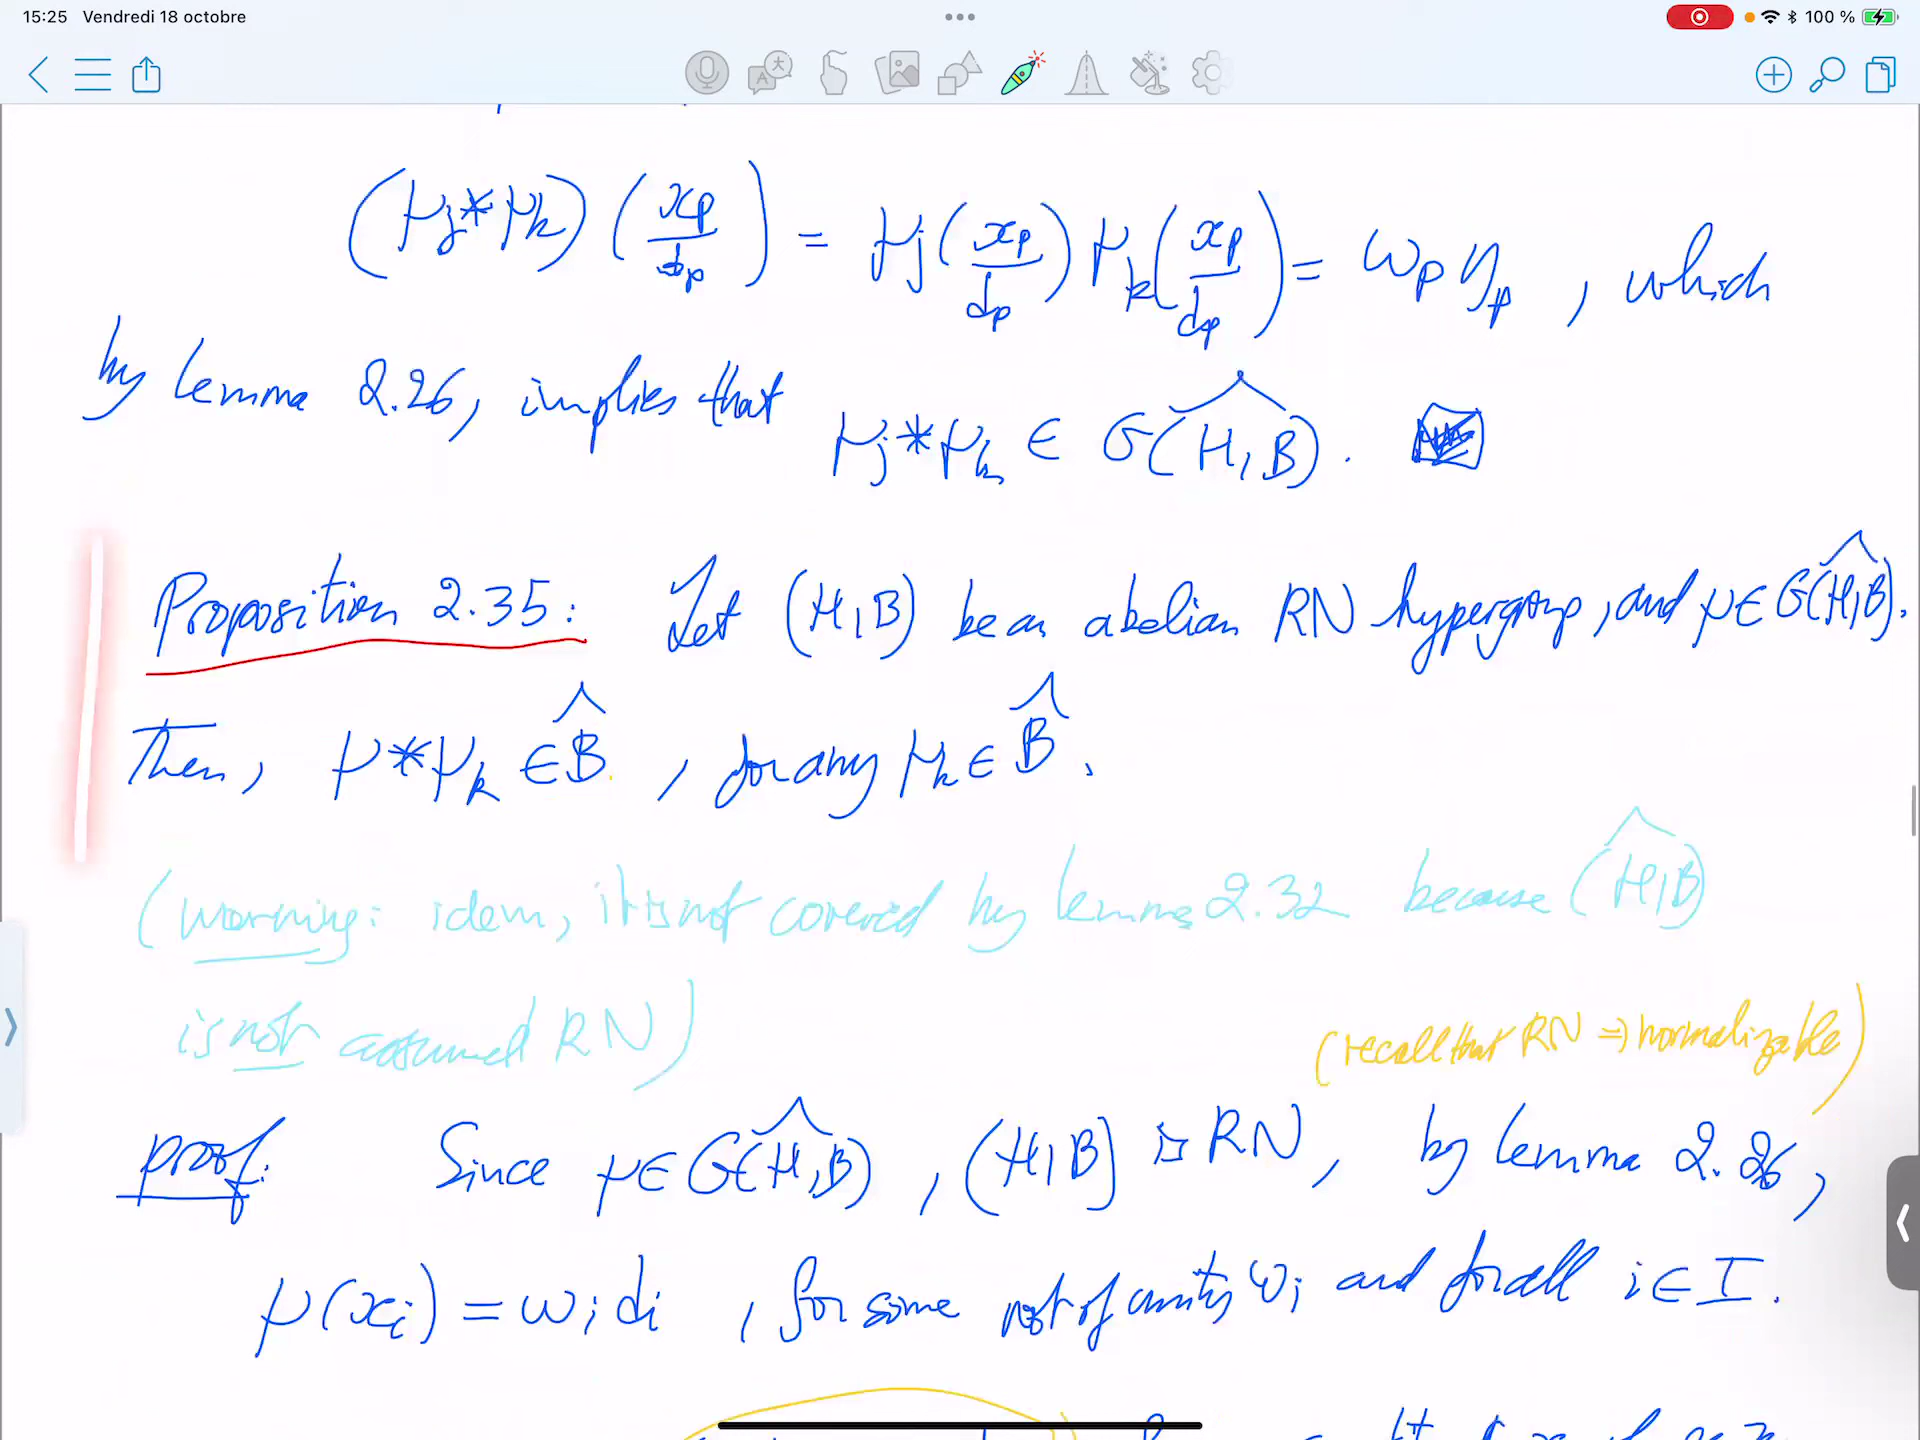 15:25 Vendredi 18 octobre 100 %
(μj * μk)(xp/dp) = μj(xp/dp) μk(xp/dp) = ωp ηp , which
by lemma 2.26, implies that
μj * μk ∈ G(Ĥ,B).
Proposition 2.35: Let (H,B) be an abelian RN hypergroup, and μ ∈ G(Ĥ,B).
Then, μ * μk ∈ B̂ , for any μk ∈ B̂ .
(warning: idem, it is not covered by lemma 2.32 because (Ĥ,B)
is not assumed RN)
(recall that RN ⇒ normalizable)
proof: Since μ ∈ G(Ĥ,B) , (H,B) is RN, by lemma 2.26,
μ(xi) = ωi di , for some root of unity ωi and for all i ∈ I .